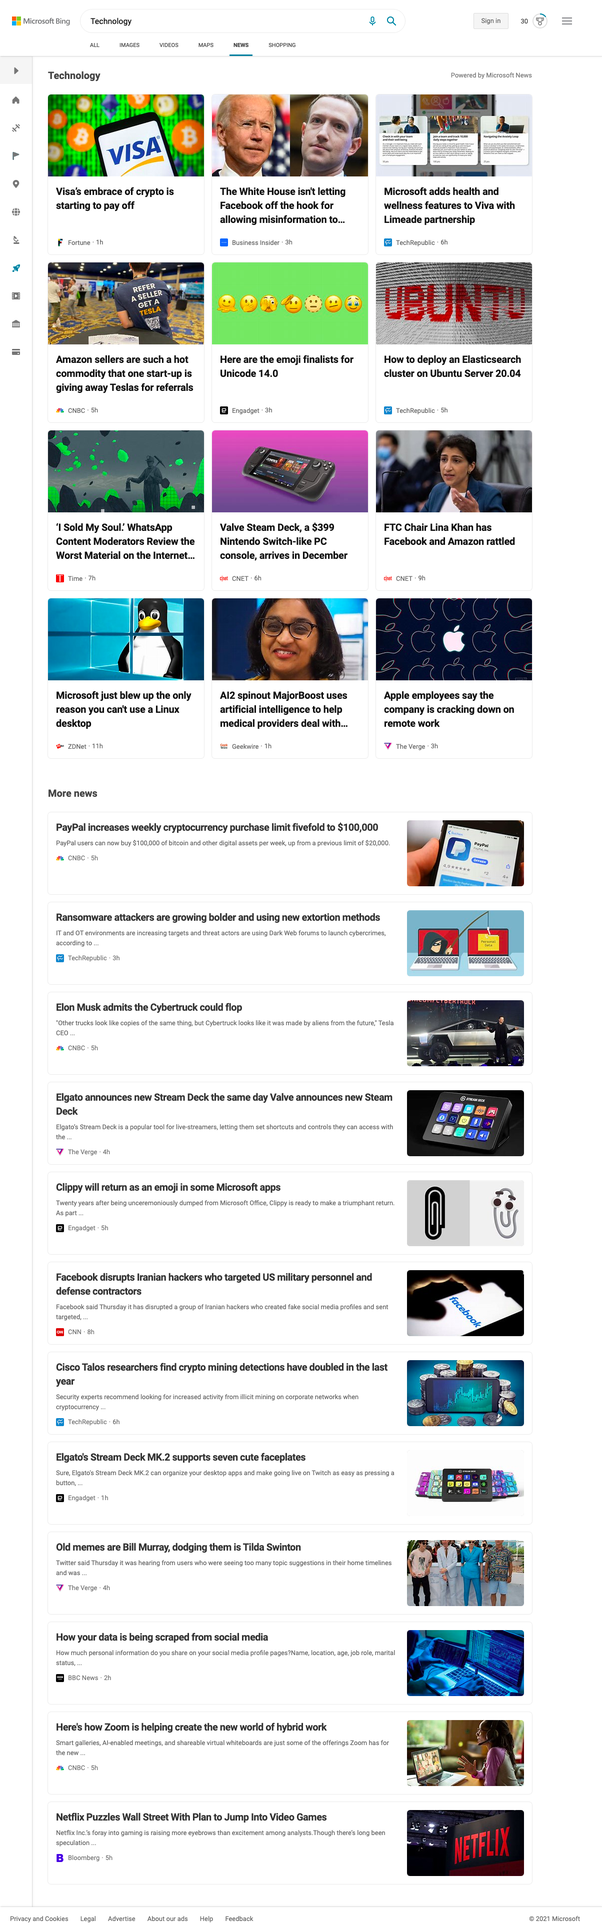 Microsoft Bing
Technology
Sign in
30
ALL IMAGES VIDEOS MAPS NEWS SHOPPING
Technology
Powered by Microsoft News
VISA
Visa's embrace of crypto is
starting to pay off
Fortune · 1h
The White House isn't letting
Facebook off the hook for
allowing misinformation to...
Business Insider · 3h
Microsoft adds health and
wellness features to Viva with
Limeade partnership
TechRepublic · 6h
REFER
A SELLER
GET A
TESLA
Amazon sellers are such a hot
commodity that one start-up is
giving away Teslas for referrals
CNBC · 5h
Here are the emoji finalists for
Unicode 14.0
Engadget · 3h
UBUNTU
How to deploy an Elasticsearch
cluster on Ubuntu Server 20.04
TechRepublic · 5h
'I Sold My Soul.' WhatsApp
Content Moderators Review the
Worst Material on the Internet...
Time · 7h
Valve Steam Deck, a $399
Nintendo Switch-like PC
console, arrives in December
CNET · 6h
FTC Chair Lina Khan has
Facebook and Amazon rattled
CNET · 9h
Microsoft just blew up the only
reason you can't use a Linux
desktop
ZDNet · 11h
AI2 spinout MajorBoost uses
artificial intelligence to help
medical providers deal with...
Geekwire · 1h
Apple employees say the
company is cracking down on
remote work
The Verge · 3h
More news
PayPal increases weekly cryptocurrency purchase limit fivefold to $100,000
PayPal users can now buy $100,000 of bitcoin and other digital assets per week, up from a previous limit of $20,000.
CNBC · 5h
PayPal
Ransomware attackers are growing bolder and using new extortion methods
IT and OT environments are increasing targets and threat actors are using Dark Web forums to launch cybercrimes,
according to ...
TechRepublic · 3h
Elon Musk admits the Cybertruck could flop
"Other trucks look like copies of the same thing, but Cybertruck looks like it was made by aliens from the future," Tesla
CEO ...
CNBC · 5h
Elgato announces new Stream Deck the same day Valve announces new Steam
Deck
Elgato's Stream Deck is a popular tool for live-streamers, letting them set shortcuts and controls they can access with
the ...
The Verge · 4h
STREAM DECK
Clippy will return as an emoji in some Microsoft apps
Twenty years after being unceremoniously dumped from Microsoft Office, Clippy is ready to make a triumphant return.
As part ...
Engadget · 5h
Facebook disrupts Iranian hackers who targeted US military personnel and
defense contractors
Facebook said Thursday it has disrupted a group of Iranian hackers who created fake social media profiles and sent
targeted, ...
CNN · 8h
facebook
Cisco Talos researchers find crypto mining detections have doubled in the last
year
Security experts recommend looking for increased activity from illicit mining on corporate networks when
cryptocurrency ...
TechRepublic · 6h
Elgato's Stream Deck MK.2 supports seven cute faceplates
Sure, Elgato's Stream Deck MK.2 can organize your desktop apps and make going live on Twitch as easy as pressing a
button, ...
Engadget · 1h
Old memes are Bill Murray, dodging them is Tilda Swinton
Twitter said Thursday it was hearing from users who were seeing too many topic suggestions in their home timelines
and was ...
The Verge · 4h
How your data is being scraped from social media
How much personal information do you share on your social media profile pages?Name, location, age, job role, marital
status, ...
BBC News · 2h
Here's how Zoom is helping create the new world of hybrid work
Smart galleries, AI-enabled meetings, and shareable virtual whiteboards are just some of the offerings Zoom has for
the new ...
CNBC · 5h
Netflix Puzzles Wall Street With Plan to Jump Into Video Games
Netflix Inc.'s foray into gaming is raising more eyebrows than excitement among analysts.Though there's long been
speculation ...
Bloomberg · 5h
NETFLIX
Privacy and Cookies Legal Advertise About our ads Help Feedback
© 2021 Microsoft